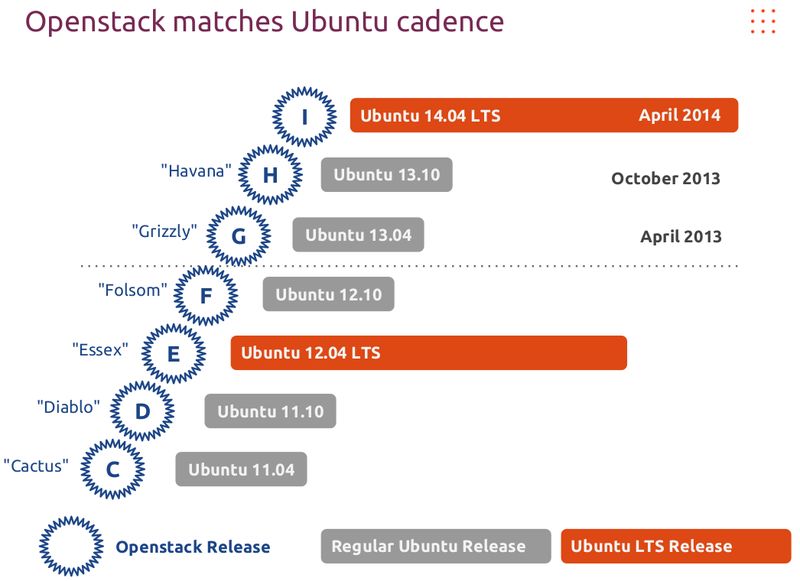 Openstack matches Ubuntu cadence
I
Ubuntu 14.04 LTS
April 2014
"Havana"
H
Ubuntu 13.10
October 2013
"Grizzly"
G
Ubuntu 13.04
April 2013
"Folsom"
F
Ubuntu 12.10
"Essex"
E
Ubuntu 12.04 LTS
"Diablo"
D
Ubuntu 11.10
"Cactus"
C
Ubuntu 11.04
Openstack Release
Regular Ubuntu Release
Ubuntu LTS Release